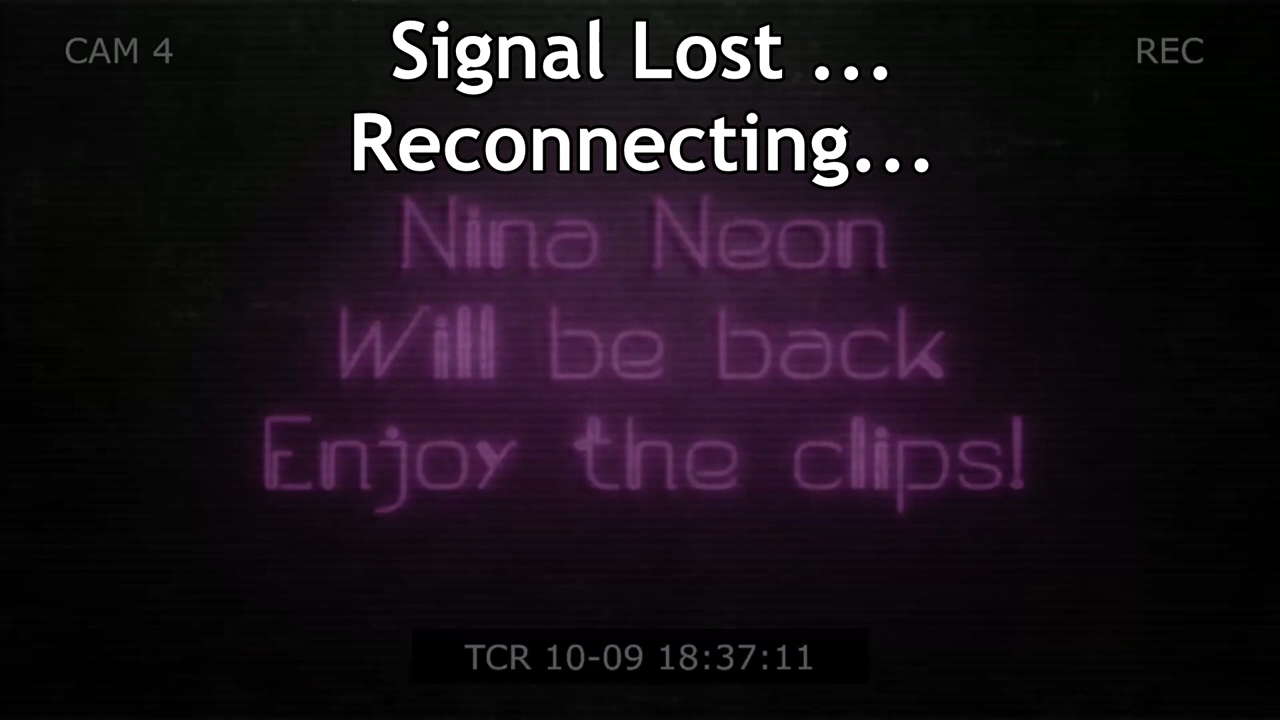 CAM 4
REC
Signal Lost ...
Reconnecting...
Nina Neon
Will be back
Enjoy the clips!
TCR 10-09 18:37:11